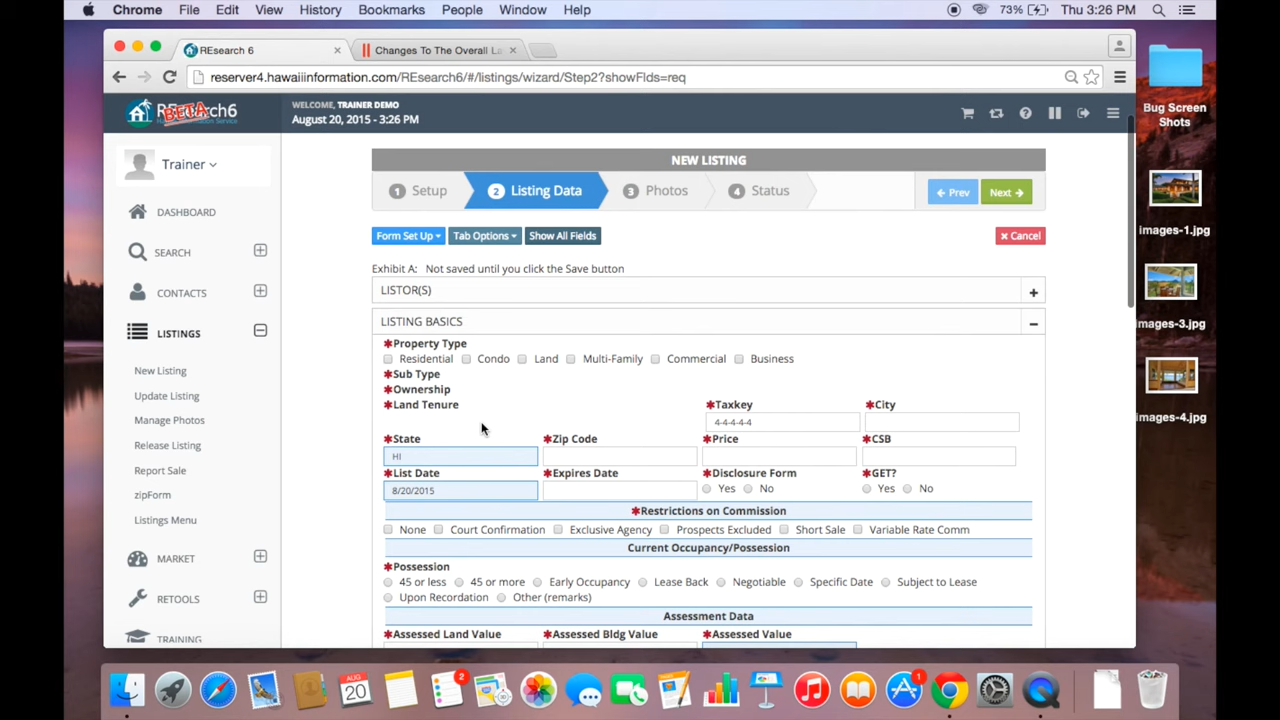 Chrome File Edit View History Bookmarks People Window Help 73% Thu 3:26 PM
REsearch 6 × Changes To The Overall La ×
reserver4.hawaiiinformation.com/REsearch6/#/listings/wizard/Step2?showFlds=req
REsearch6 BETA
WELCOME, TRAINER DEMO
August 20, 2015 - 3:26 PM
Trainer
DASHBOARD
SEARCH
CONTACTS
LISTINGS
New Listing
Update Listing
Manage Photos
Release Listing
Report Sale
zipForm
Listings Menu
MARKET
RETOOLS
TRAINING
NEW LISTING
1 Setup 2 Listing Data 3 Photos 4 Status Prev Next
Form Set Up Tab Options Show All Fields × Cancel
Exhibit A: Not saved until you click the Save button
LISTOR(S) +
LISTING BASICS −
*Property Type
Residential Condo Land Multi-Family Commercial Business
*Sub Type
*Ownership
*Land Tenure *Taxkey *City
4-4-4-4-4
*State *Zip Code *Price *CSB
HI
*List Date *Expires Date *Disclosure Form *GET?
8/20/2015 Yes No Yes No
*Restrictions on Commission
None Court Confirmation Exclusive Agency Prospects Excluded Short Sale Variable Rate Comm
Current Occupancy/Possession
*Possession
45 or less 45 or more Early Occupancy Lease Back Negotiable Specific Date Subject to Lease
Upon Recordation Other (remarks)
Assessment Data
*Assessed Land Value *Assessed Bldg Value *Assessed Value
Bug Screen
Shots
images-1.jpg
images-3.jpg
images-4.jpg
AUG
20
2
1